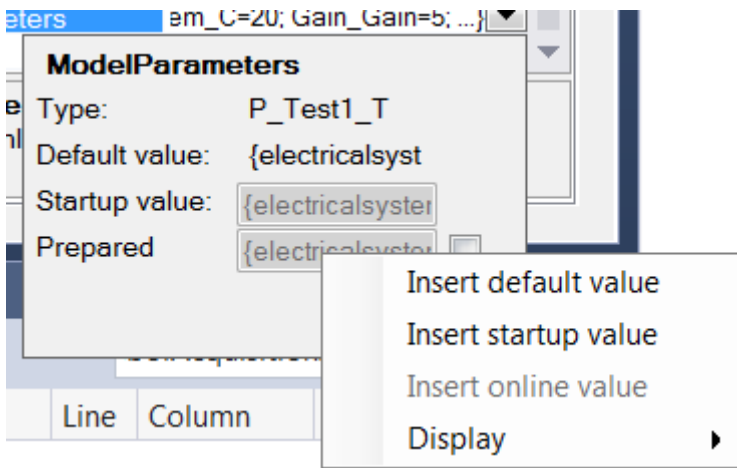 eters em_C=20; Gain_Gain=5; ...}
ModelParameters
Type: P_Test1_T
Default value: {electricalsyst
Startup value: {electricalsyster
Prepared
Insert default value
Insert startup value
Insert online value
Display
Line Column